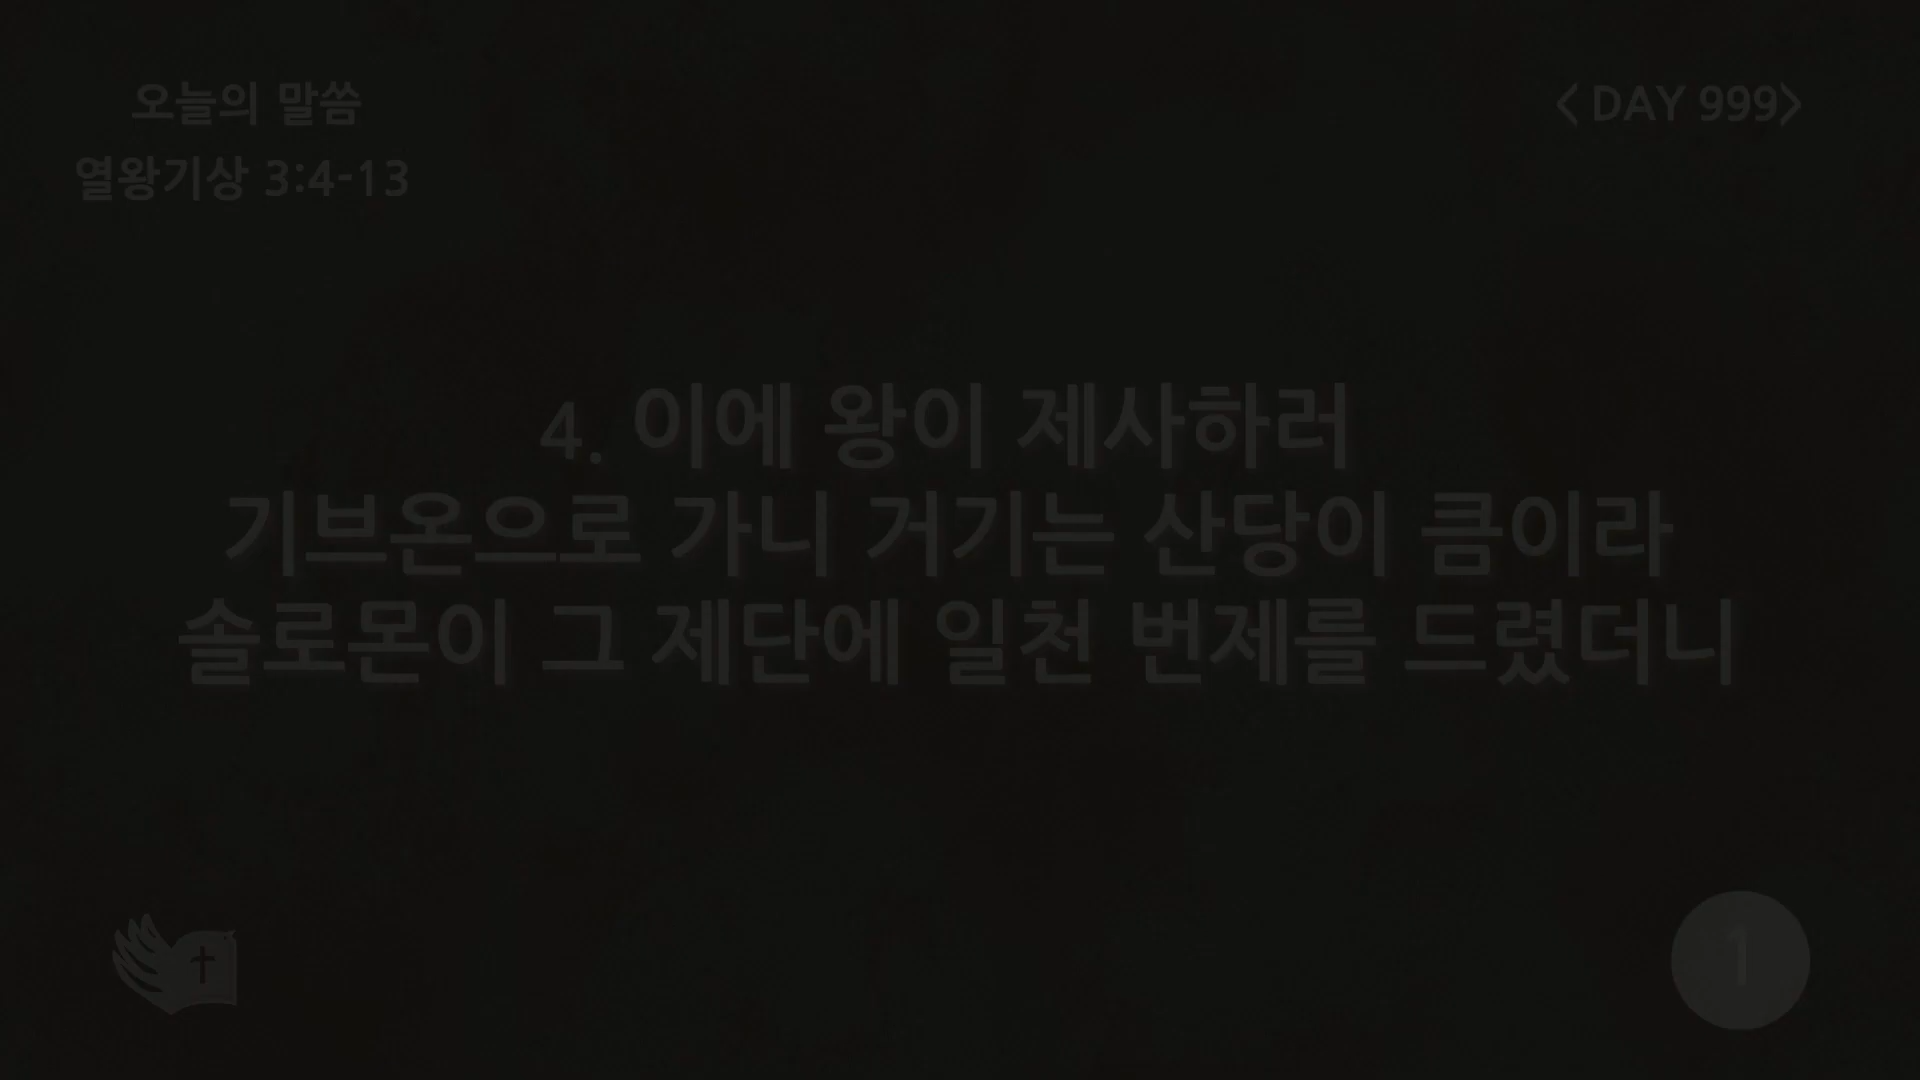 오늘의 말씀
열왕기상 3:4-13
< DAY 999>
4. 이에 왕이 제사하러
기브온으로 가니 거기는 산당이 큼이라
솔로몬이 그 제단에 일천 번제를 드렸더니
1